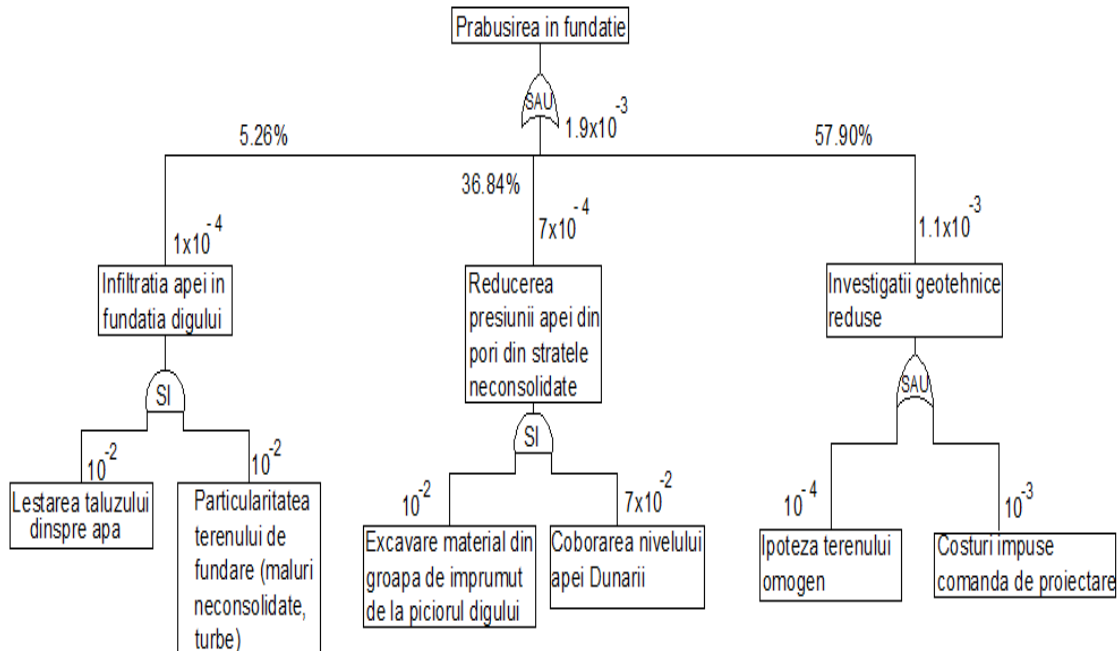 Prabusirea in fundatie
SAU
1.9x10^-3
5.26%
57.90%
36.84%
1x10^-4
7x10^-4
1.1x10^-3
Infiltratia apei in
fundatia digului
Reducerea
presiunii apei din
pori din stratele
neconsolidate
Investigatii geotehnice
reduse
SI
SI
SAU
10^-2
10^-2
10^-2
7x10^-2
10^-4
10^-3
Lestarea taluzului
dinspre apa
Particularitatea
terenului de
fundare (maluri
neconsolidate,
turbe)
Excavare material din
groapa de imprumut
de la piciorul digului
Coborarea nivelului
apei Dunarii
Ipoteza terenului
omogen
Costuri impuse
comanda de proiectare